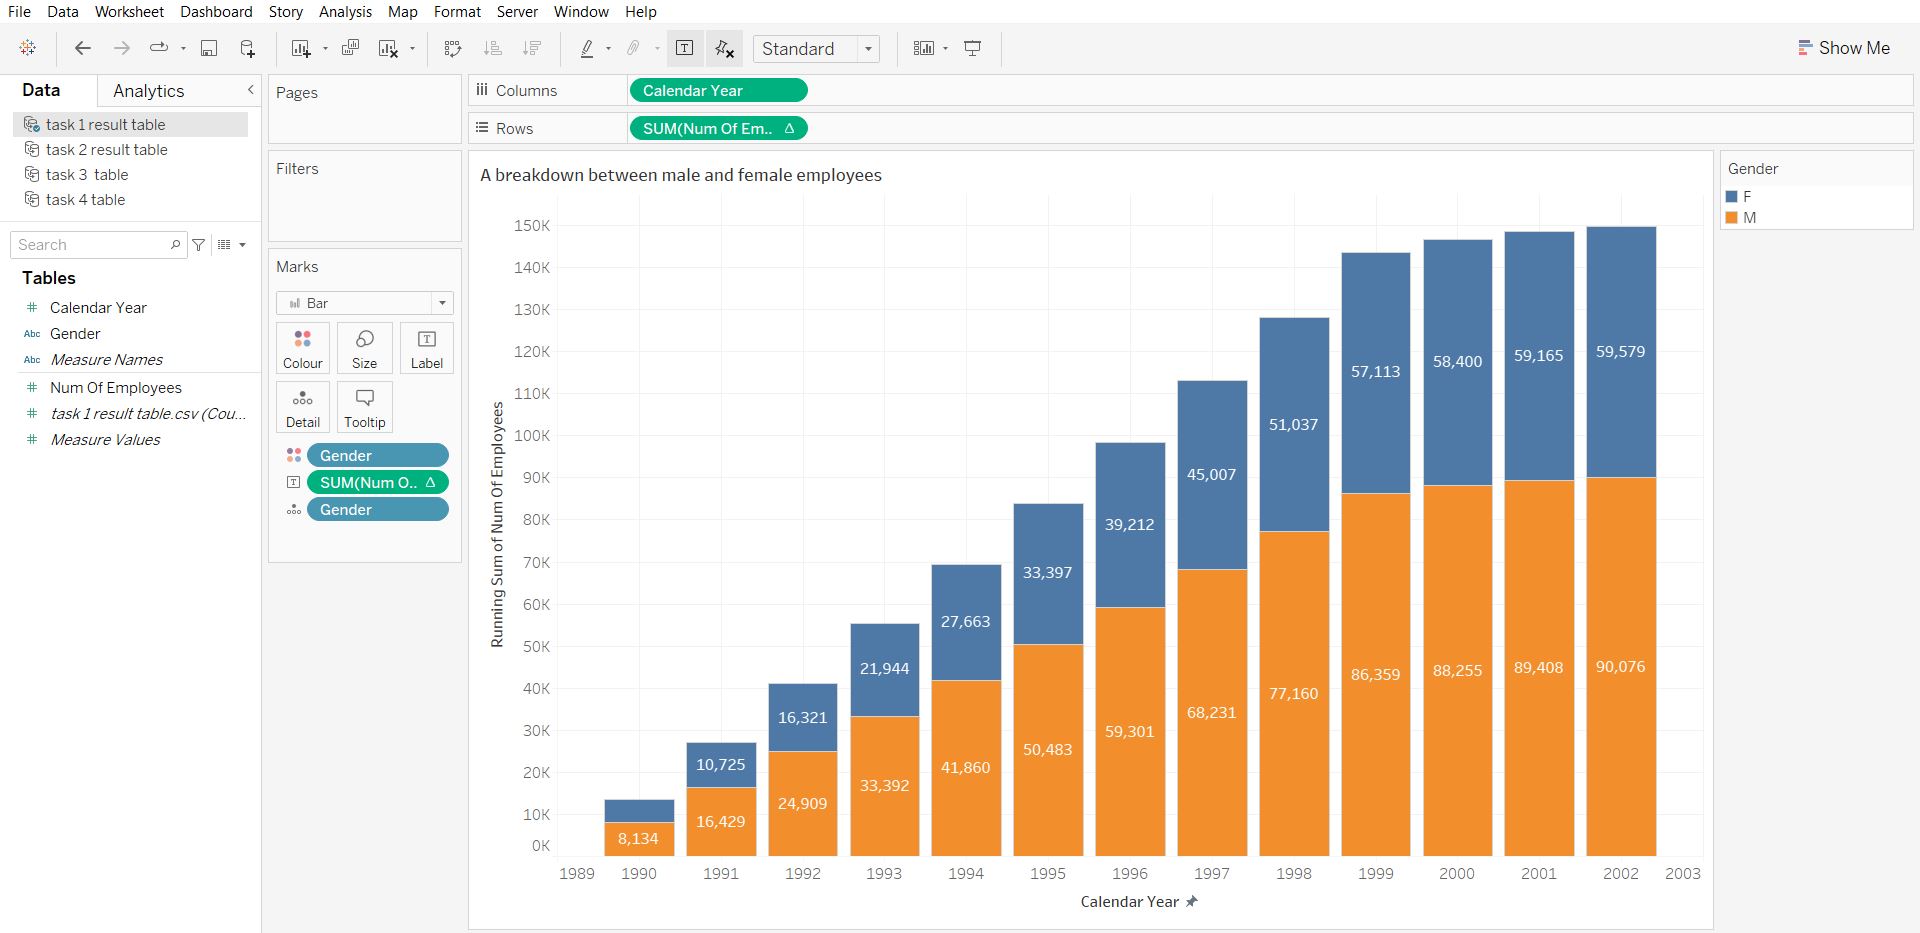 File Data Worksheet Dashboard Story Analysis Map Format Server Window Help
Standard
Show Me
Data Analytics
task 1 result table
task 2 result table
task 3 table
task 4 table
Search
Tables
Calendar Year
Abc Gender
Abc Measure Names
Num Of Employees
task 1 result table.csv (Cou...
Measure Values
Pages
Filters
Marks
Bar
Colour Size Label
Detail Tooltip
Gender
SUM(Num O.. Δ
Gender
Columns Calendar Year
Rows SUM(Num Of Em.. Δ
A breakdown between male and female employees
Running Sum of Num Of Employees
150K
140K
130K
120K
110K
100K
90K
80K
70K
60K
50K
40K
30K
20K
10K
0K
8,134
10,725
16,429
16,321
24,909
21,944
33,392
27,663
41,860
33,397
50,483
39,212
59,301
45,007
68,231
51,037
77,160
57,113
86,359
58,400
88,255
59,165
89,408
59,579
90,076
1989 1990 1991 1992 1993 1994 1995 1996 1997 1998 1999 2000 2001 2002 2003
Calendar Year
Gender
F
M